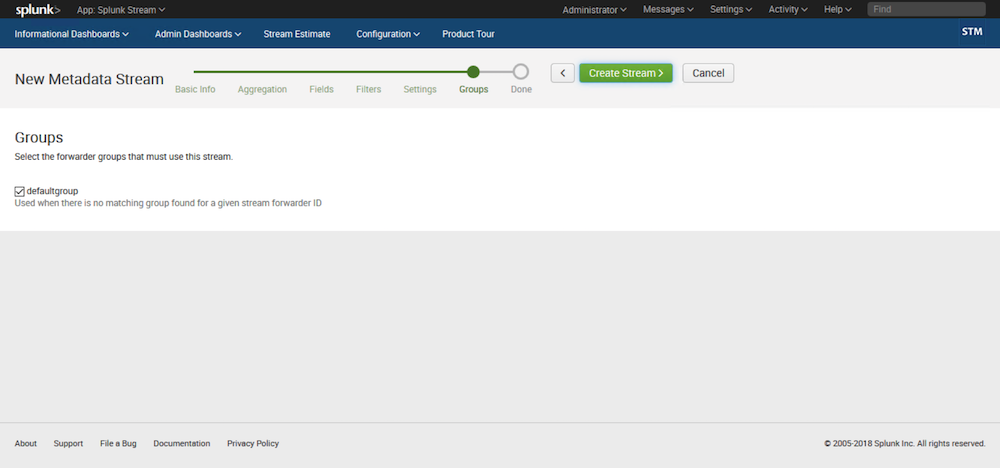 splunk> App: Splunk Stream Administrator Messages Settings Activity Help Find
Informational Dashboards Admin Dashboards Stream Estimate Configuration Product Tour STM
New Metadata Stream < Create Stream > Cancel
Basic Info Aggregation Fields Filters Settings Groups Done
Groups
Select the forwarder groups that must use this stream.
defaultgroup
Used when there is no matching group found for a given stream forwarder ID
About Support File a Bug Documentation Privacy Policy © 2005-2018 Splunk Inc. All rights reserved.